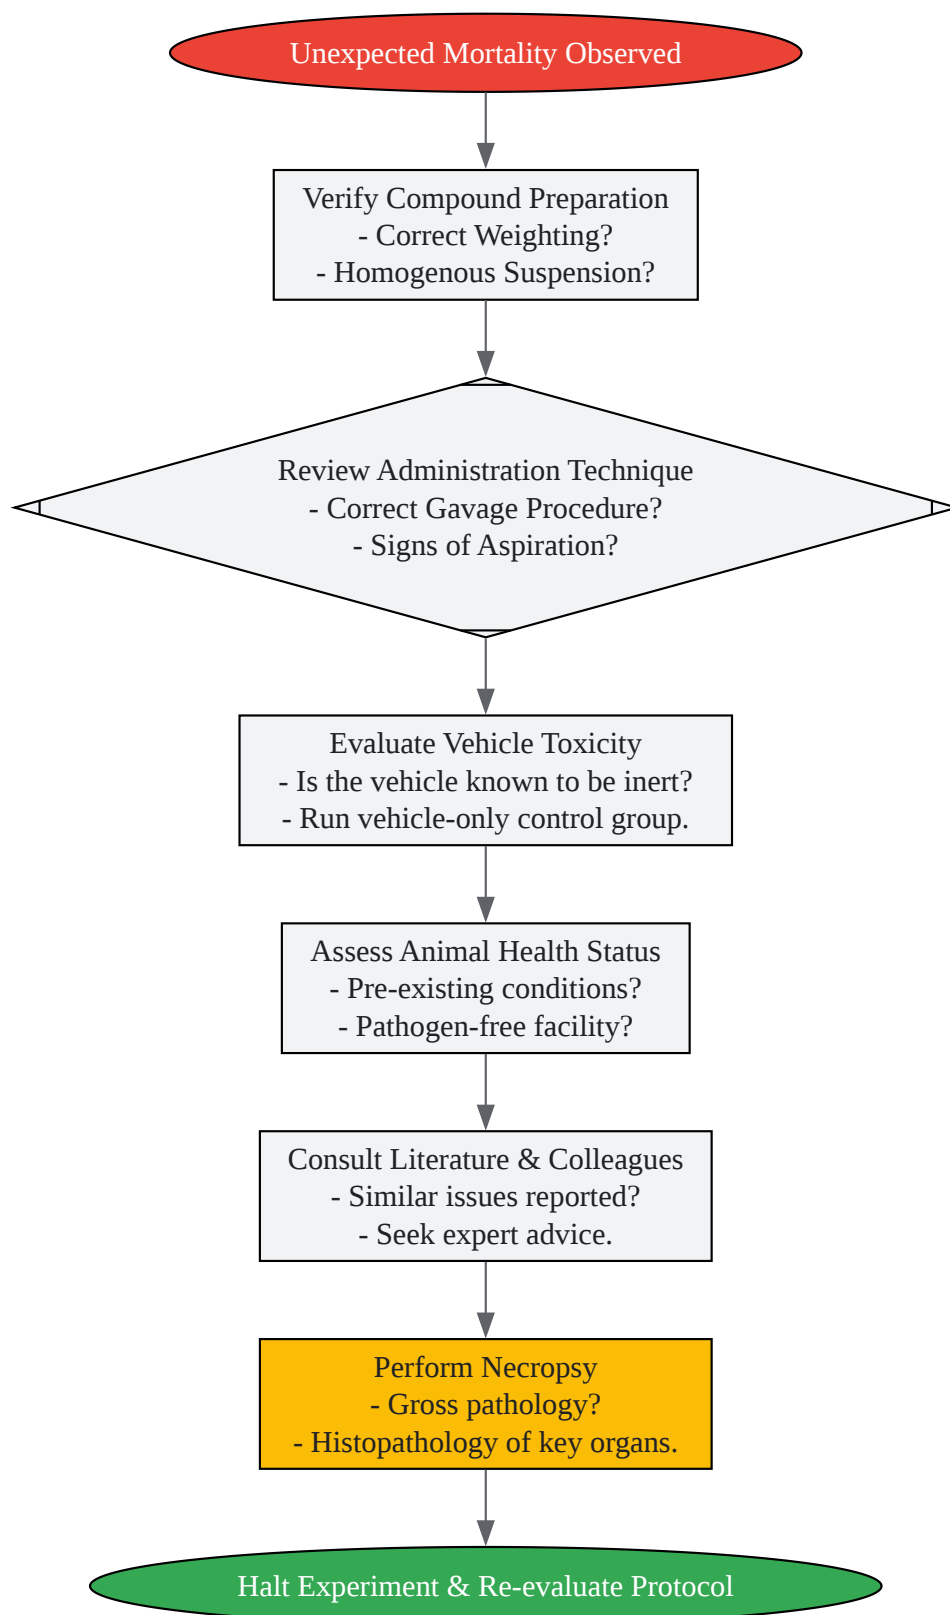 Unexpected Mortality Observed
Verify Compound Preparation
- Correct Weighting?
- Homogenous Suspension?
Review Administration Technique
- Correct Gavage Procedure?
- Signs of Aspiration?
Evaluate Vehicle Toxicity
- Is the vehicle known to be inert?
- Run vehicle-only control group.
Assess Animal Health Status
- Pre-existing conditions?
- Pathogen-free facility?
Consult Literature & Colleagues
- Similar issues reported?
- Seek expert advice.
Perform Necropsy
- Gross pathology?
- Histopathology of key organs.
Halt Experiment & Re-evaluate Protocol